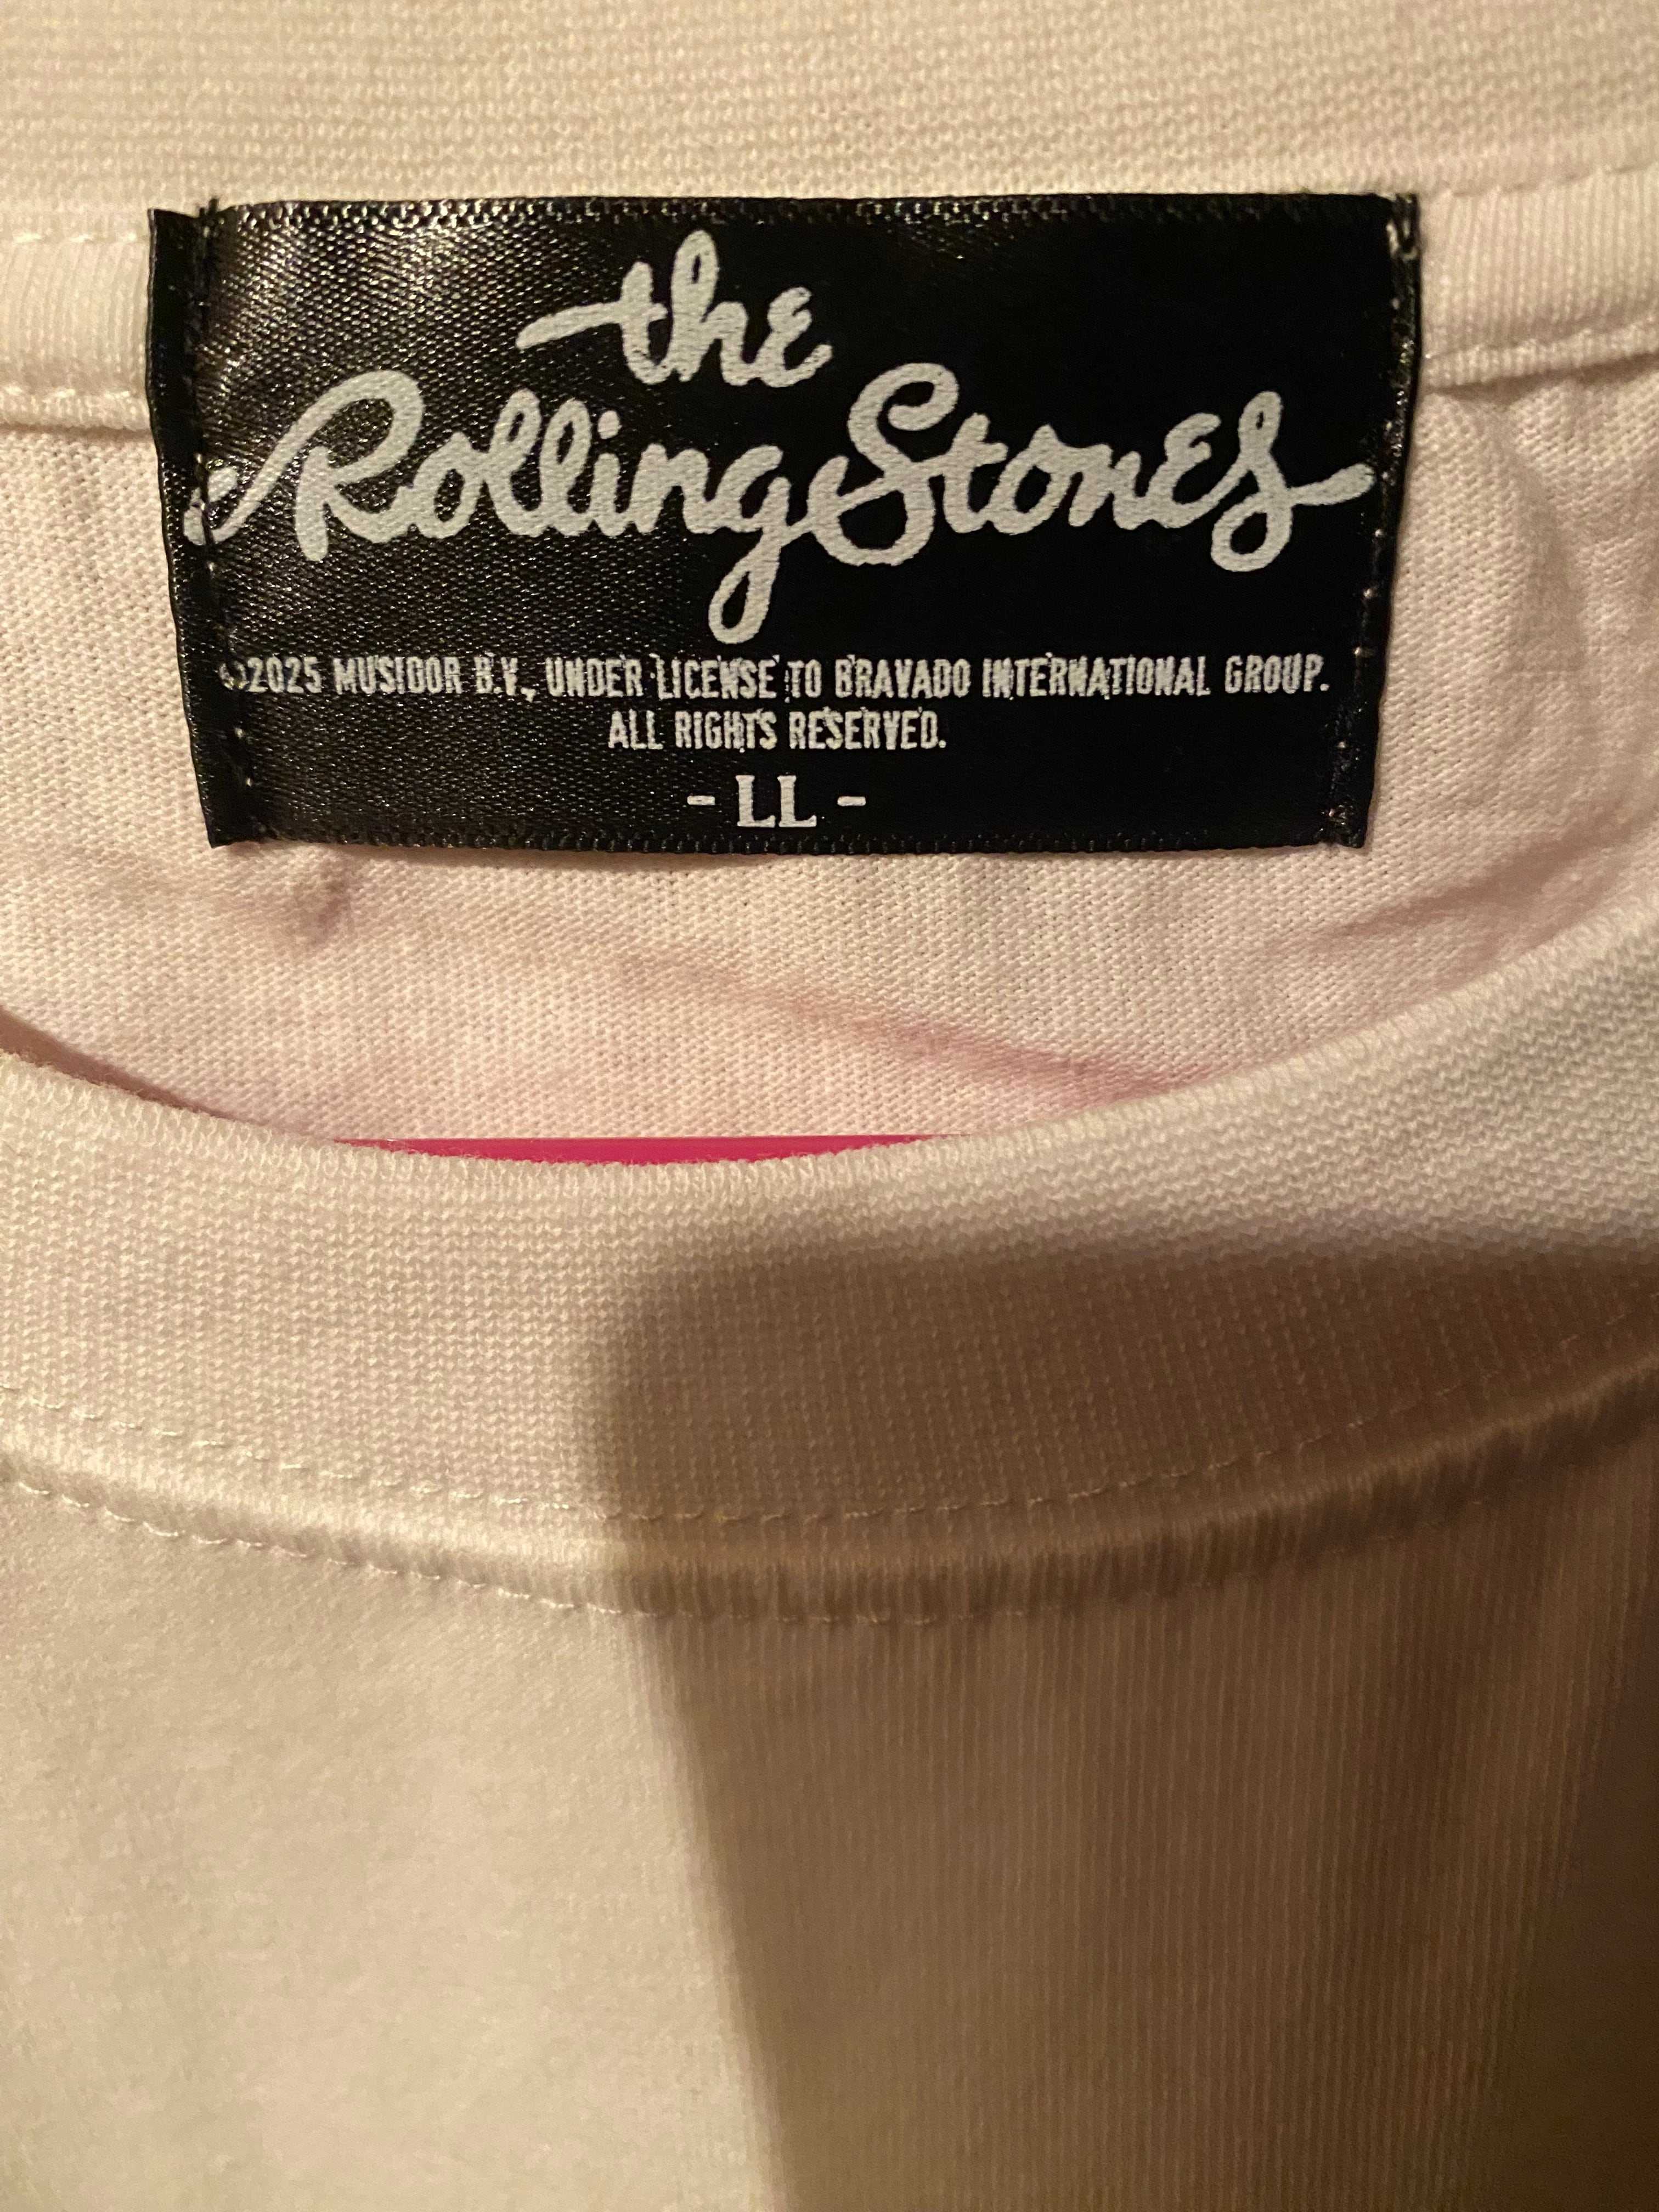 the
Rolling Stones
©2025 MUSIDOR B.V., UNDER LICENSE TO BRAVADO INTERNATIONAL GROUP.
ALL RIGHTS RESERVED.
- LL -